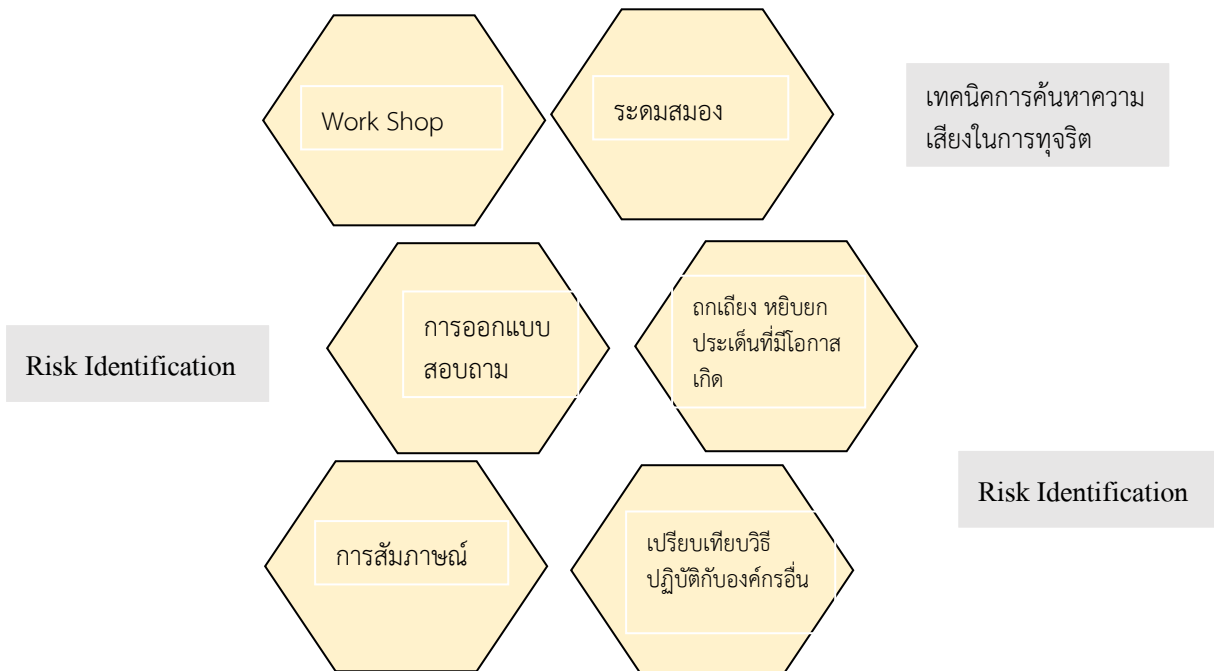 Work Shop
ระดมสมอง
เทคนิคการค้นหาความ
เสี่ยงในการทุจริต
การออกแบบ
สอบถาม
ถกเถียง หยิบยก
ประเด็นที่มีโอกาส
เกิด
Risk Identification
Risk Identification
การสัมภาษณ์
เปรียบเทียบวิธี
ปฏิบัติกับองค์กรอื่น